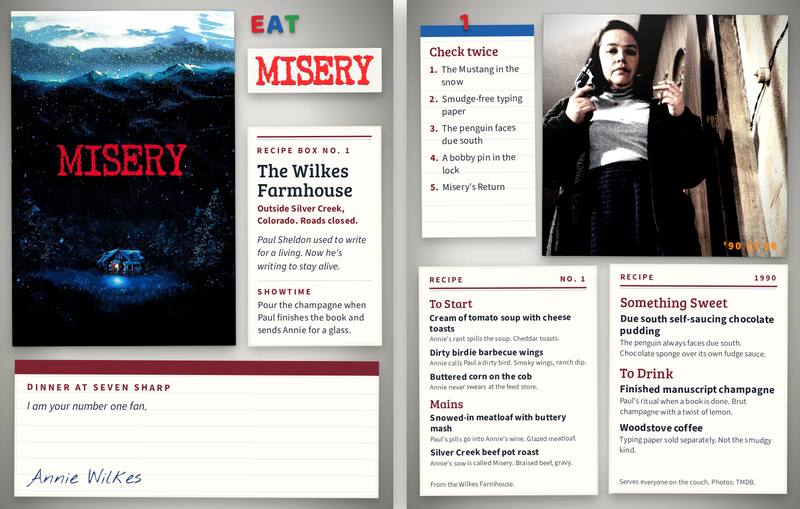 EAT
MISERY
MISERY
RECIPE BOX NO. 1
The Wilkes
Farmhouse
Outside Silver Creek,
Colorado. Roads closed.
Paul Sheldon used to write
for a living. Now he's
writing to stay alive.
SHOWTIME
Pour the champagne when
Paul finishes the book and
sends Annie for a glass.
DINNER AT SEVEN SHARP
I am your number one fan.
Annie Wilkes
1
Check twice
1. The Mustang in the
snow
2. Smudge-free typing
paper
3. The penguin faces
due south
4. A bobby pin in the
lock
5. Misery's Return
'90
RECIPE NO. 1
To Start
Cream of tomato soup with cheese
toasts
Annie's rant spills the soup. Cheddar toasts.
Dirty birdie barbecue wings
Annie calls Paul a dirty bird. Smoky wings, ranch dip.
Buttered corn on the cob
Annie never swears at the feed store.
Mains
Snowed-in meatloaf with buttery
mash
Paul's pills go into Annie's wine. Glazed meatloaf.
Silver Creek beef pot roast
Annie's sow is called Misery. Braised beef, gravy.
From the Wilkes Farmhouse.
RECIPE 1990
Something Sweet
Due south self-saucing chocolate
pudding
The penguin always faces due south.
Chocolate sponge over its own fudge sauce.
To Drink
Finished manuscript champagne
Paul's ritual when a book is done. Brut
champagne with a twist of lemon.
Woodstove coffee
Typing paper sold separately. Not the smudgy
kind.
Serves everyone on the couch. Photos: TMDB.